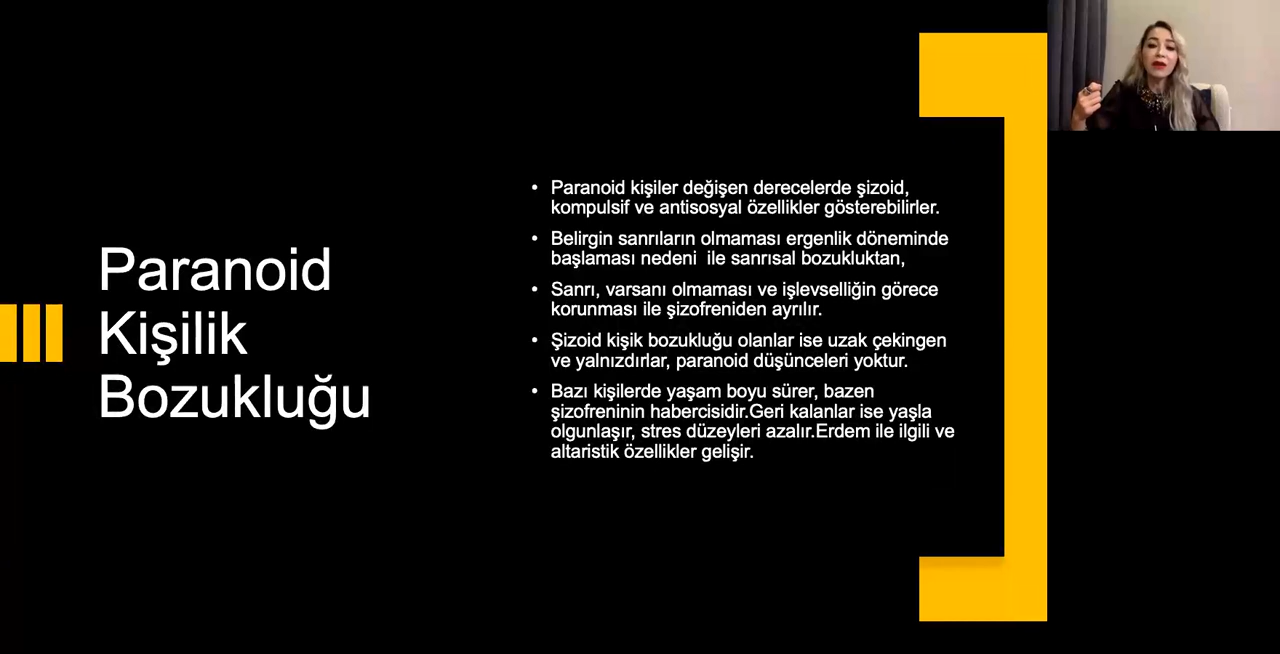 Paranoid
Kişilik
Bozukluğu
• Paranoid kişiler değişen derecelerde şizoid,
kompulsif ve antisosyal özellikler gösterebilirler.
• Belirgin sanrıların olmaması ergenlik döneminde
başlaması nedeni  ile sanrısal bozukluktan,
• Sanrı, varsanı olmaması ve işlevselliğin görece
korunması ile şizofreniden ayrılır.
• Şizoid kişik bozukluğu olanlar ise uzak çekingen
ve yalnızdırlar, paranoid düşünceleri yoktur.
• Bazı kişilerde yaşam boyu sürer, bazen
şizofreninin habercisidir.Geri kalanlar ise yaşla
olgunlaşır, stres düzeyleri azalır.Erdem ile ilgili ve
altaristik özellikler gelişir.